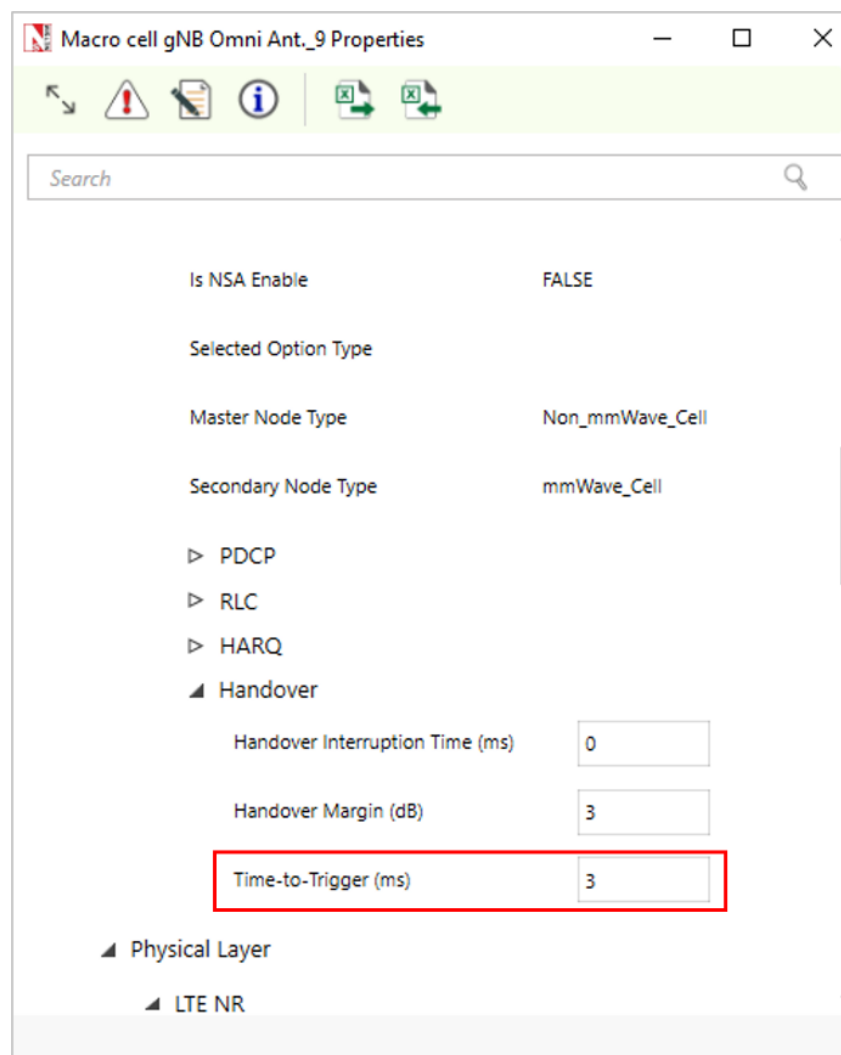 Macro cell gNB Omni Ant._9 Properties
Search
Is NSA Enable FALSE
Selected Option Type
Master Node Type Non_mmWave_Cell
Secondary Node Type mmWave_Cell
PDCP
RLC
HARQ
Handover
Handover Interruption Time (ms) 0
Handover Margin (dB) 3
Time-to-Trigger (ms) 3
Physical Layer
LTE NR